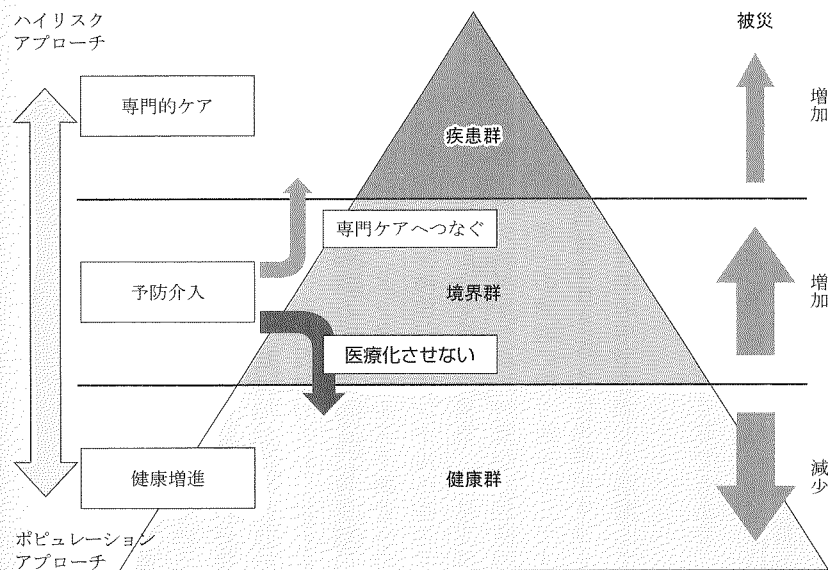 ハイリスク
アプローチ
被災
専門的ケア
疾患群
増加
専門ケアへつなぐ
予防介入
境界群
増加
医療化させない
健康増進
健康群
減少
ポピュレーション
アプローチ